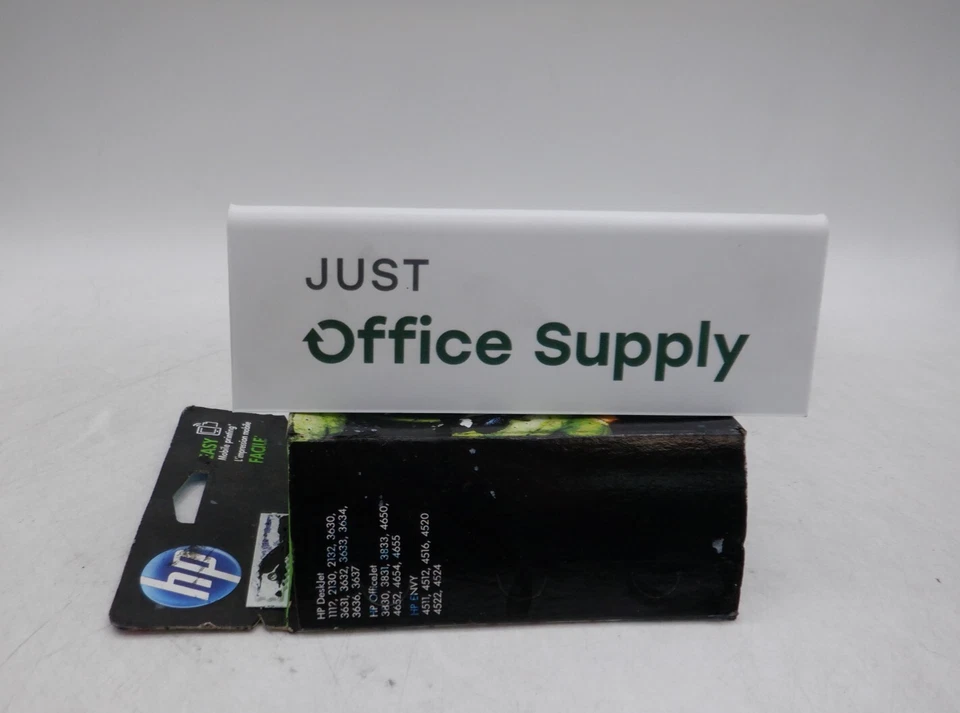 JUST
Office Supply
EASY
Mobile printing*
L'impression mobile
FACILE*
hp
HP DeskJet
1112, 2130, 2132, 3630,
3631, 3632, 3633, 3634,
3636, 3637
HP OfficeJet
3830, 3831, 3833, 4650,
4652, 4654, 4655
HP ENVY
4511, 4512, 4516, 4520
4522, 4524